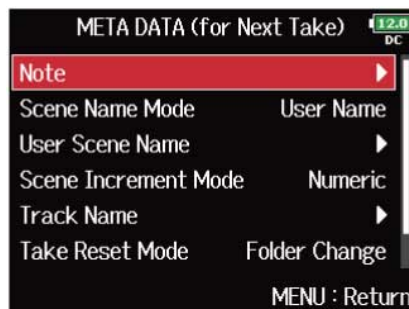 META DATA (for Next Take) 12.0
DC
Note
Scene Name Mode User Name
User Scene Name
Scene Increment Mode Numeric
Track Name
Take Reset Mode Folder Change
MENU : Return